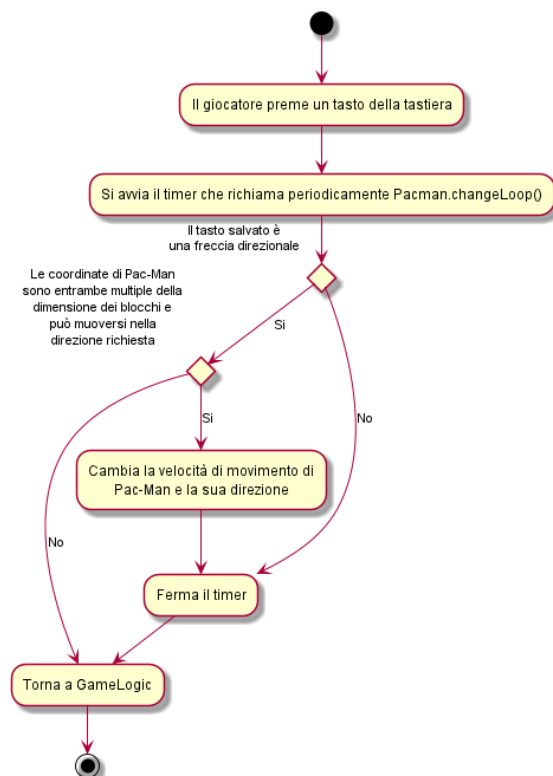 Il giocatore preme un tasto della tastiera
Si avvia il timer che richiama periodicamente Pacman.changeLoop()
Il tasto salvato è
una freccia direzionale
Le coordinate di Pac-Man
sono entrambe multiple della
dimensione dei blocchi e
può muoversi nella
direzione richiesta
Si
Si
No
Cambia la velocità di movimento di
Pac-Man e la sua direzione
No
Ferma il timer
Torna a GameLogic